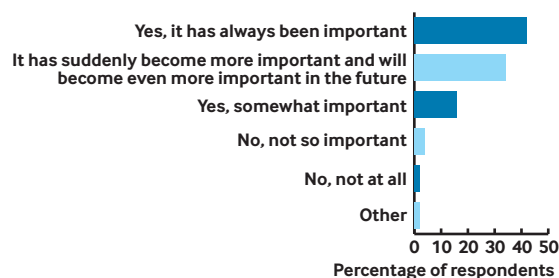 Yes, it has always been important
It has suddenly become more important and will
become even more important in the future
Yes, somewhat important
No, not so important
No, not at all
Other
0 10 20 30 40 50
Percentage of respondents